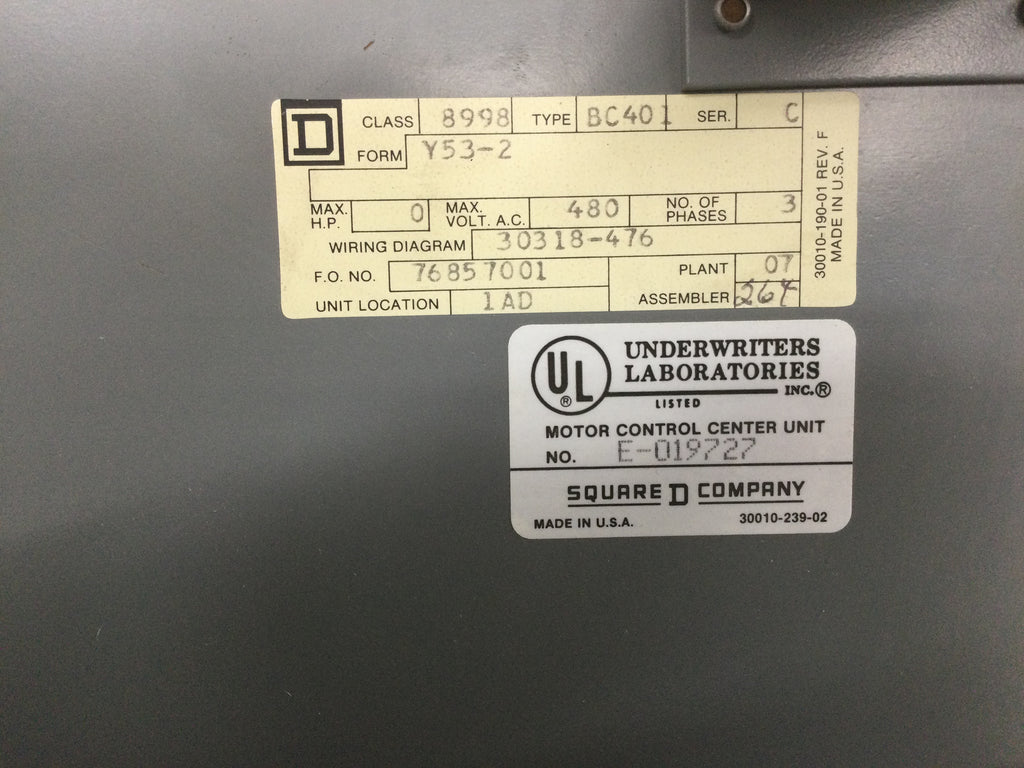 D CLASS 8998 TYPE BC401 SER. C
FORM Y53-2
MAX. H.P. 0 MAX. VOLT. A.C. 480 NO. OF PHASES 3
WIRING DIAGRAM 30318-476
F.O. NO. 76857001 PLANT 07
UNIT LOCATION 1AD ASSEMBLER 264
30010-190-01 REV. F
MADE IN U.S.A.
UL ® UNDERWRITERS
LABORATORIES
INC.®
LISTED
MOTOR CONTROL CENTER UNIT
NO. E-019727
SQUARE D COMPANY
MADE IN U.S.A. 30010-239-02